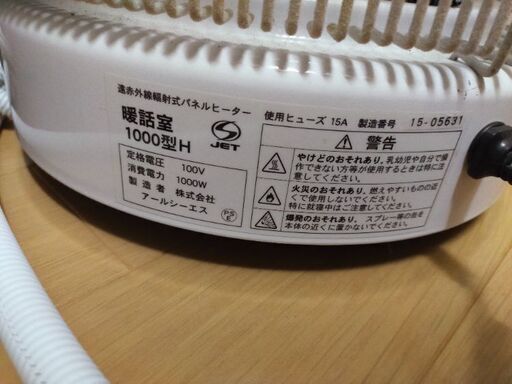 遠赤外線輻射式パネルヒーター
暖話室
1000型H
JET
定格電圧 100V
消費電力 1000W
製造者 株式会社
アールシーエス
PS
E
使用ヒューズ 15A 製造番号 15-05631
警告
やけどのおそれあり。乳幼児や自分で操
作できない方等が使用するときは特に注
意してください。
火災のおそれあり。燃えやすいものの近
くで使用しないでください。
特に就寝中はご注意ください。
爆発のおそれあり。スプレー等の缶を
本体の近くに置かないでください。